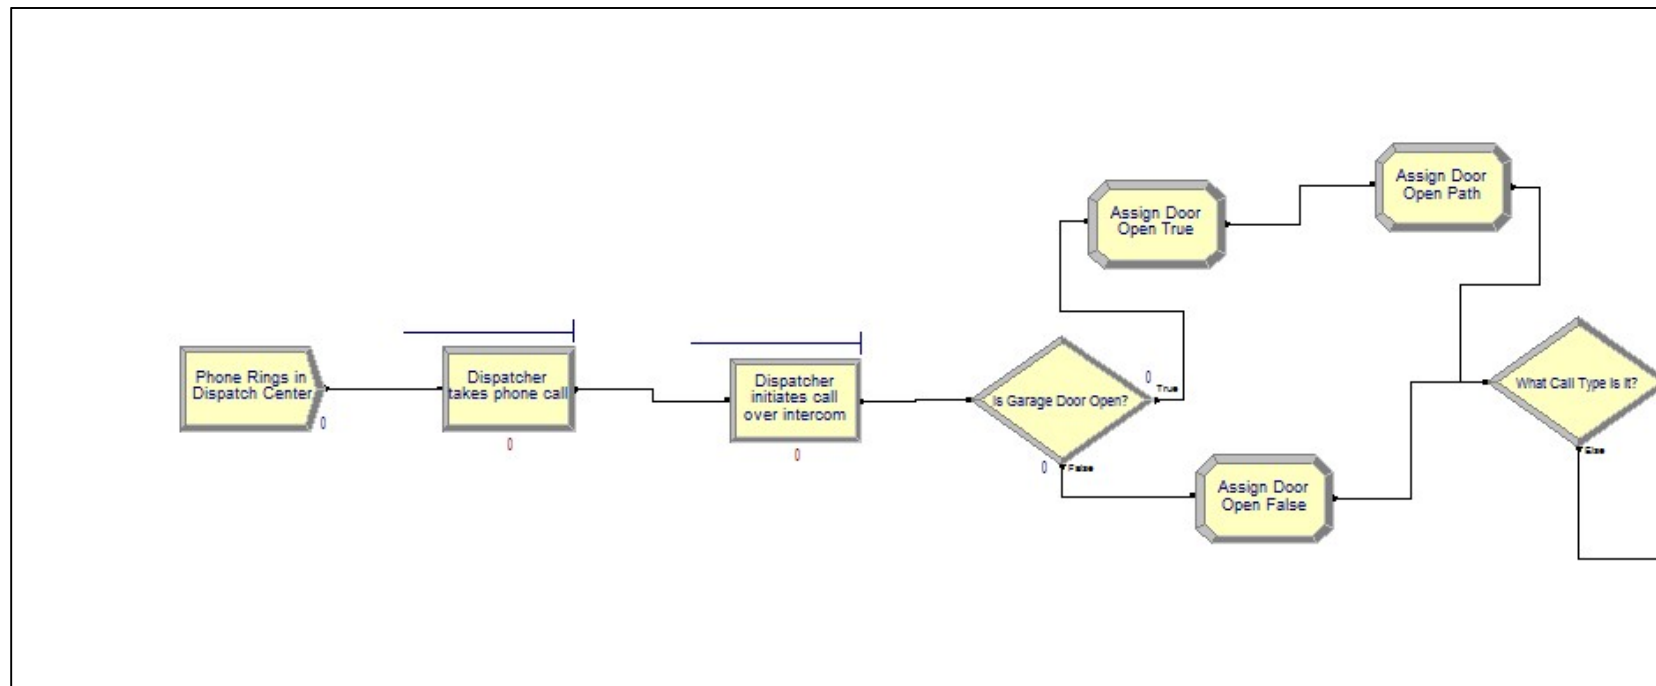 Phone Rings in
Dispatch Center
0
Dispatcher
takes phone call
0
Dispatcher
initiates call
over intercom
0
Is Garage Door Open?
0
True
0
False
Assign Door
Open True
Assign Door
Open Path
Assign Door
Open False
What Call Type Is It?
Else